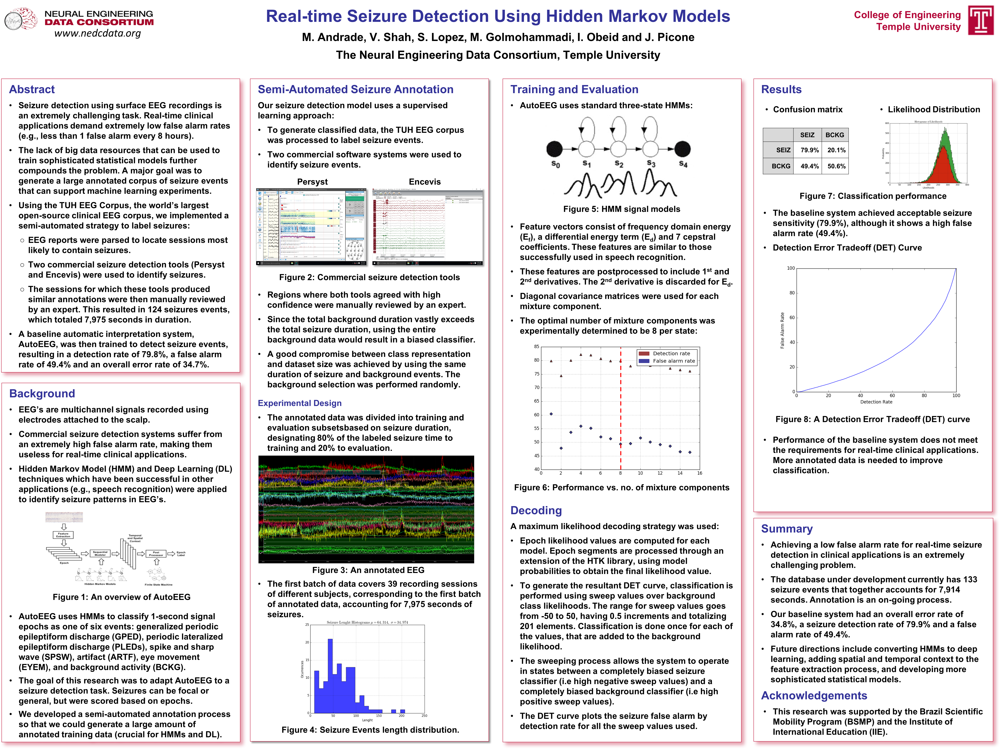 NEURAL ENGINEERING
DATA CONSORTIUM
www.nedcdata.org
Real-time Seizure Detection Using Hidden Markov Models
M. Andrade, V. Shah, S. Lopez, M. Golmohammadi, I. Obeid and J. Picone
The Neural Engineering Data Consortium, Temple University
College of Engineering
Temple University
Abstract
• Seizure detection using surface EEG recordings is
an extremely challenging task. Real-time clinical
applications demand extremely low false alarm rates
(e.g., less than 1 false alarm every 8 hours).
• The lack of big data resources that can be used to
train sophisticated statistical models further
compounds the problem. A major goal was to
generate a large annotated corpus of seizure events
that can support machine learning experiments.
• Using the TUH EEG Corpus, the world's largest
open-source clinical EEG corpus, we implemented a
semi-automated strategy to label seizures:
○ EEG reports were parsed to locate sessions most
likely to contain seizures.
○ Two commercial seizure detection tools (Persyst
and Encevis) were used to identify seizures.
○ The sessions for which these tools produced
similar annotations were then manually reviewed
by an expert. This resulted in 124 seizures events,
which totaled 7,975 seconds in duration.
• A baseline automatic interpretation system,
AutoEEG, was then trained to detect seizure events,
resulting in a detection rate of 79.8%, a false alarm
rate of 49.4% and an overall error rate of 34.7%.
Background
• EEG's are multichannel signals recorded using
electrodes attached to the scalp.
• Commercial seizure detection systems suffer from
an extremely high false alarm rate, making them
useless for real-time clinical applications.
• Hidden Markov Model (HMM) and Deep Learning (DL)
techniques which have been successful in other
applications (e.g., speech recognition) were applied
to identify seizure patterns in EEG's.
Feature
Extraction
Epoch
Sequential
Modeler
Temporal
and Spatial
Context
Post
Processor
Epoch
Label
Hidden Markov Models
Finite State Machine
Figure 1: An overview of AutoEEG
• AutoEEG uses HMMs to classify 1-second signal
epochs as one of six events: generalized periodic
epileptiform discharge (GPED), periodic lateralized
epileptiform discharge (PLEDs), spike and sharp
wave (SPSW), artifact (ARTF), eye movement
(EYEM), and background activity (BCKG).
• The goal of this research was to adapt AutoEEG to a
seizure detection task. Seizures can be focal or
general, but were scored based on epochs.
• We developed a semi-automated annotation process
so that we could generate a large amount of
annotated training data (crucial for HMMs and DL).
Semi-Automated Seizure Annotation
Our seizure detection model uses a supervised
learning approach:
• To generate classified data, the TUH EEG corpus
was processed to label seizure events.
• Two commercial software systems were used to
identify seizure events.
Persyst Encevis
Figure 2: Commercial seizure detection tools
• Regions where both tools agreed with high
confidence were manually reviewed by an expert.
• Since the total background duration vastly exceeds
the total seizure duration, using the entire
background data would result in a biased classifier.
• A good compromise between class representation
and dataset size was achieved by using the same
duration of seizure and background events. The
background selection was performed randomly.
Experimental Design
• The annotated data was divided into training and
evaluation subsetsbased on seizure duration,
designating 80% of the labeled seizure time to
training and 20% to evaluation.
Figure 3: An annotated EEG
• The first batch of data covers 39 recording sessions
of different subjects, corresponding to the first batch
of annotated data, accounting for 7,975 seconds of
seizures.
Seizure Lenght Histograms μ = 64.314, σ = 34.974
25
20
15
10
5
0
Ocurrences
0 50 100 150 200 250
Lenght
Figure 4: Seizure Events length distribution.
Training and Evaluation
• AutoEEG uses standard three-state HMMs:
S0 S1 S2 S3 S4
Figure 5: HMM signal models
• Feature vectors consist of frequency domain energy
(Ef), a differential energy term (Ed) and 7 cepstral
coefficients. These features are similar to those
successfully used in speech recognition.
• These features are postprocessed to include 1st and
2nd derivatives. The 2nd derivative is discarded for Ed.
• Diagonal covariance matrices were used for each
mixture component.
• The optimal number of mixture components was
experimentally determined to be 8 per state:
Detection rate
False alarm rate
85
80
75
70
65
60
55
50
45
40
0 2 4 6 8 10 12 14 16
Figure 6: Performance vs. no. of mixture components
Decoding
A maximum likelihood decoding strategy was used:
• Epoch likelihood values are computed for each
model. Epoch segments are processed through an
extension of the HTK library, using model
probabilities to obtain the final likelihood value.
• To generate the resultant DET curve, classification is
performed using sweep values over background
class likelihoods. The range for sweep values goes
from -50 to 50, having 0.5 increments and totalizing
201 elements. Classification is done once for each of
the values, that are added to the background
likelihood.
• The sweeping process allows the system to operate
in states between a completely biased seizure
classifier (i.e high negative sweep values) and a
completely biased background classifier (i.e high
positive sweep values).
• The DET curve plots the seizure false alarm by
detection rate for all the sweep values used.
Results
• Confusion matrix
SEIZ BCKG
SEIZ 79.9% 20.1%
BCKG 49.4% 50.6%
• Likelihood Distribution
Histograms of Likelihoods
600
500
400
300
200
100
0
Probability
0 50 100 150 200 250 300 350 400
Likelihoods
Figure 7: Classification performance
• The baseline system achieved acceptable seizure
sensitivity (79.9%), although it shows a high false
alarm rate (49.4%).
• Detection Error Tradeoff (DET) Curve
100
80
60
40
20
0
False Alarm Rate
0 20 40 60 80 100
Detection Rate
Figure 8: A Detection Error Tradeoff (DET) curve
• Performance of the baseline system does not meet
the requirements for real-time clinical applications.
More annotated data is needed to improve
classification.
Summary
• Achieving a low false alarm rate for real-time seizure
detection in clinical applications is an extremely
challenging problem.
• The database under development currently has 133
seizure events that together accounts for 7,914
seconds. Annotation is an on-going process.
• Our baseline system had an overall error rate of
34.8%, a seizure detection rate of 79.9% and a false
alarm rate of 49.4%.
• Future directions include converting HMMs to deep
learning, adding spatial and temporal context to the
feature extraction process, and developing more
sophisticated statistical models.
Acknowledgements
• This research was supported by the Brazil Scientific
Mobility Program (BSMP) and the Institute of
International Education (IIE).